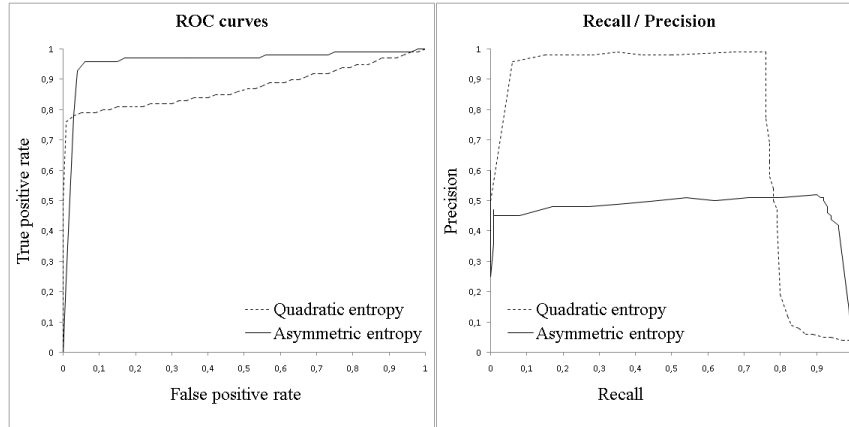 ROC curves
1
0,9
0,8
0,7
0,6
0,5
0,4
0,3
0,2
0,1
0
True positive rate
Quadratic entropy
Asymmetric entropy
0 0,1 0,2 0,3 0,4 0,5 0,6 0,7 0,8 0,9 1
False positive rate
Recall / Precision
1
0,9
0,8
0,7
0,6
0,5
0,4
0,3
0,2
0,1
0
Precision
Quadratic entropy
Asymmetric entropy
0 0,1 0,2 0,3 0,4 0,5 0,6 0,7 0,8 0,9
Recall